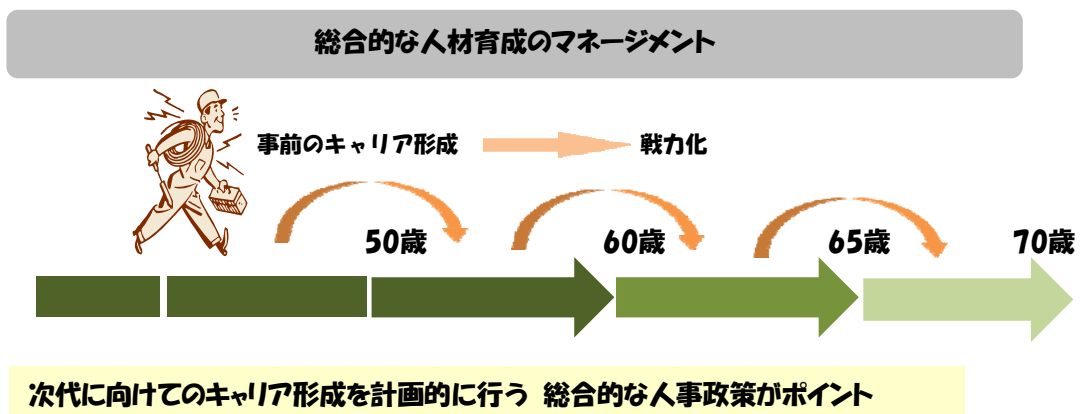 総合的な人材育成のマネージメント
事前のキャリア形成 戦力化
50歳 60歳 65歳 70歳
次代に向けてのキャリア形成を計画的に行う 総合的な人事政策がポイント